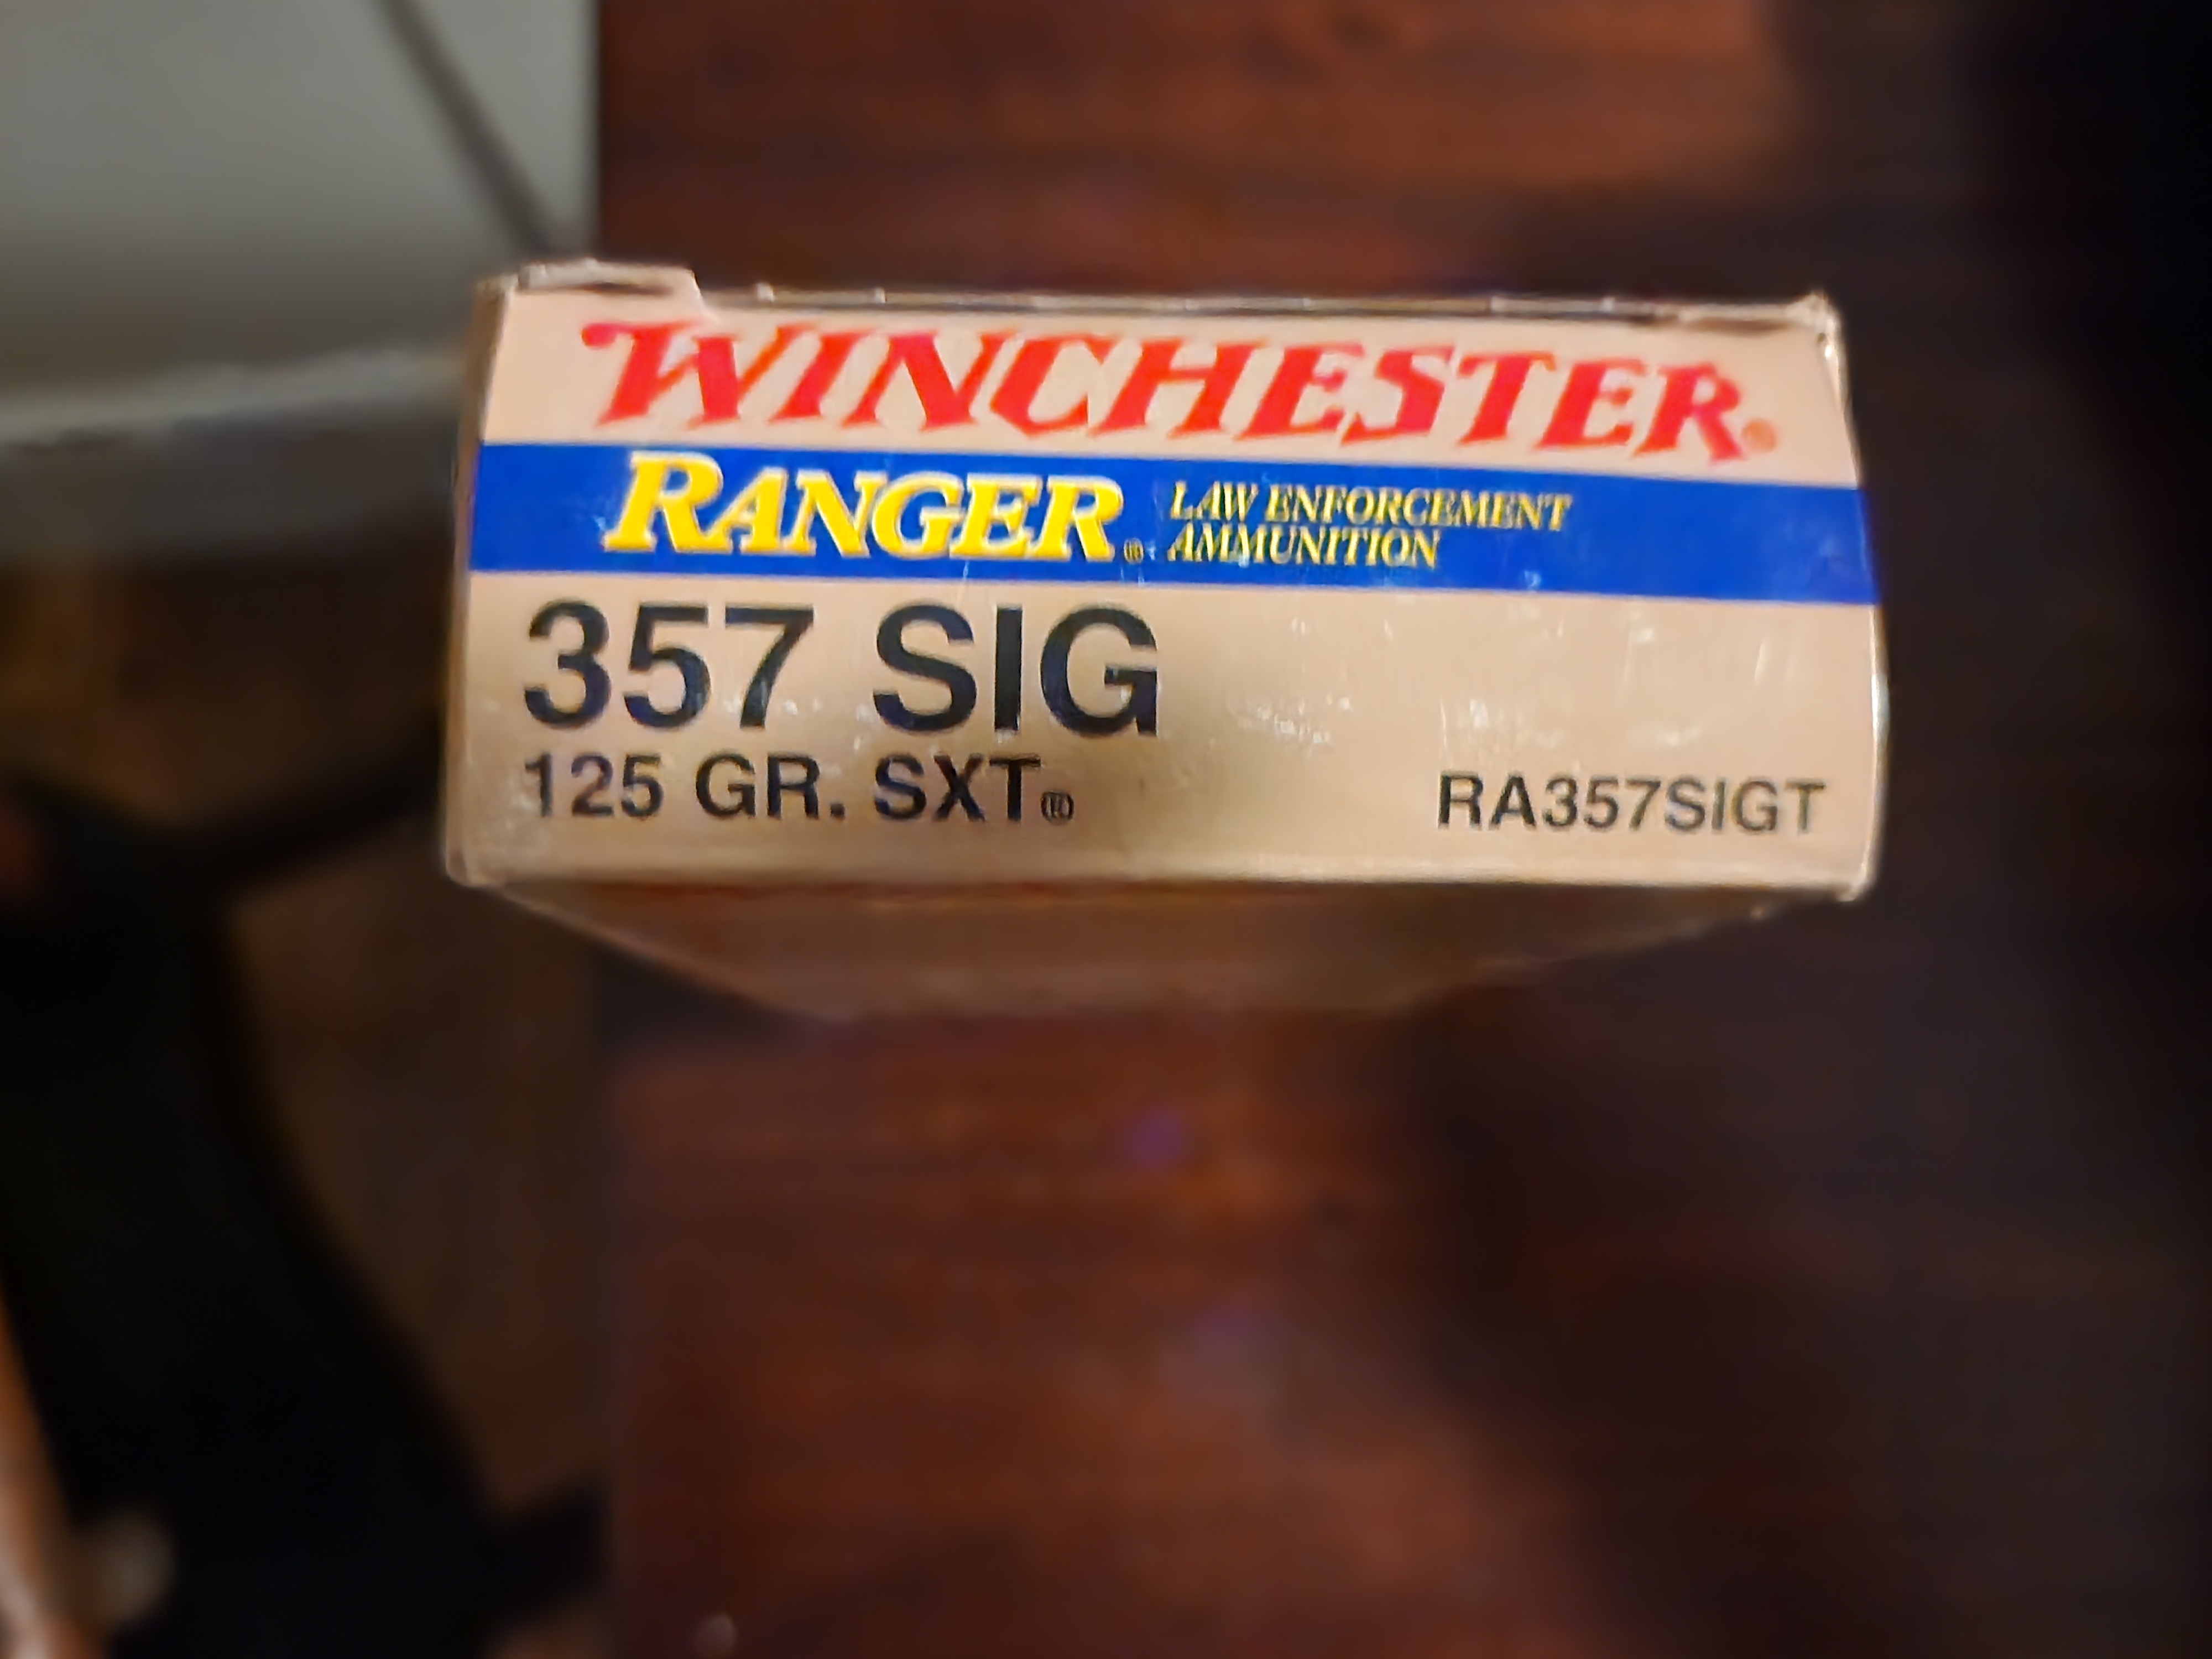 WINCHESTER®
RANGER® LAW ENFORCEMENT
AMMUNITION
357 SIG
125 GR. SXT® RA357SIGT